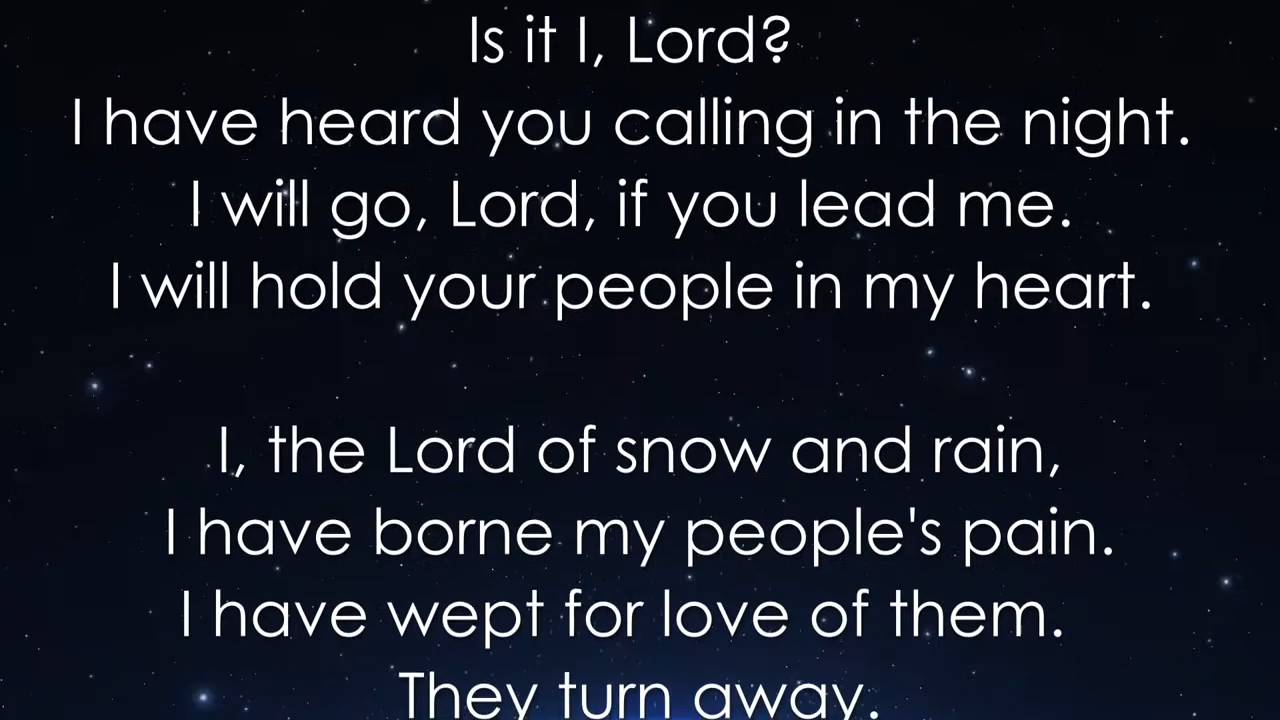 Is it I, Lord?
I have heard you calling in the night.
I will go, Lord, if you lead me.
I will hold your people in my heart.
I, the Lord of snow and rain,
I have borne my people's pain.
I have wept for love of them.
They turn away.